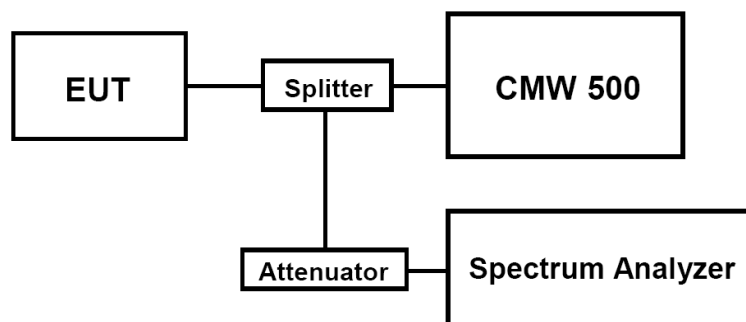 EUT
Splitter
CMW 500
Attenuator
Spectrum Analyzer